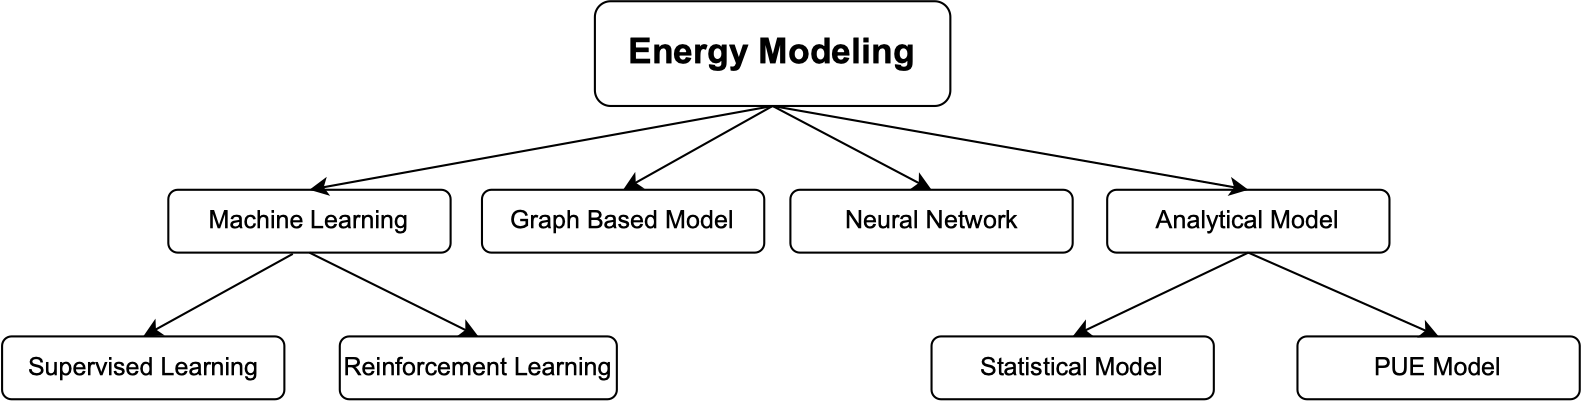 Energy Modeling
Machine Learning
Graph Based Model
Neural Network
Analytical Model
Supervised Learning
Reinforcement Learning
Statistical Model
PUE Model